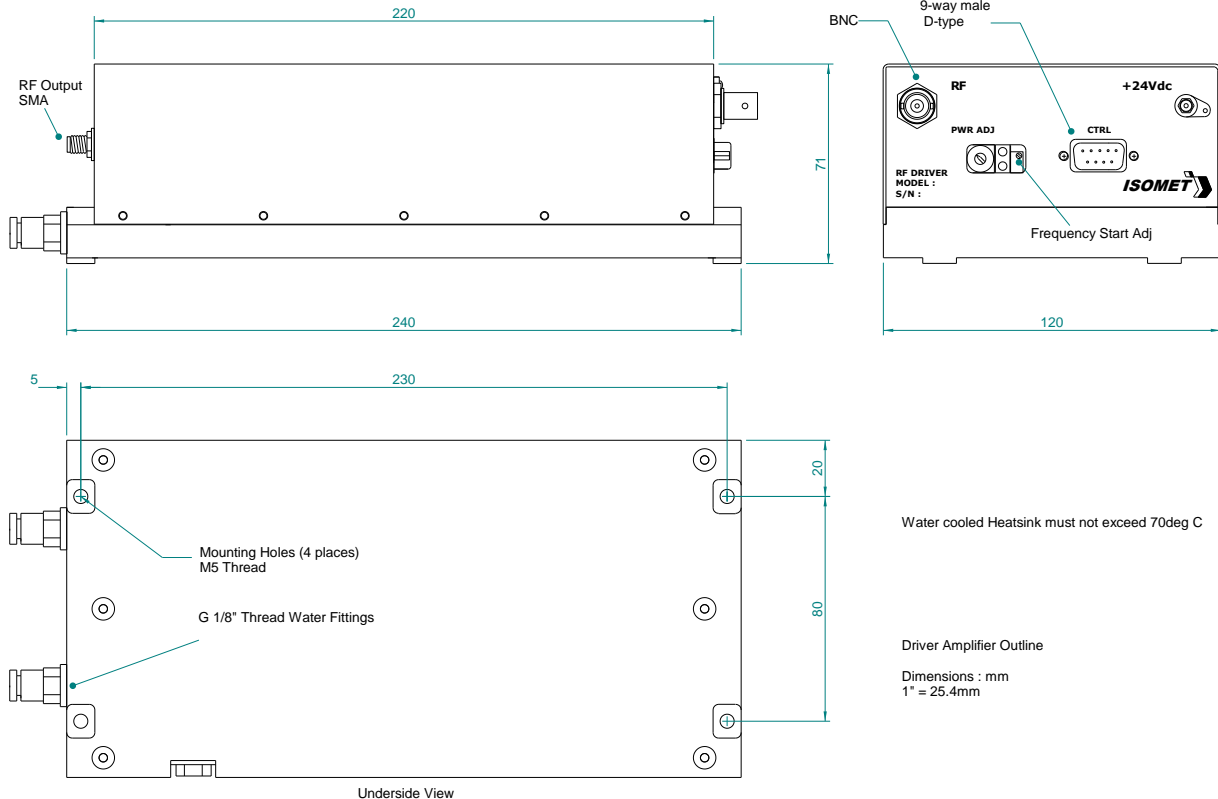 220
RF Output
SMA
71
240
BNC
9-way male
D-type
RF
+24Vdc
PWR ADJ
CTRL
RF DRIVER
MODEL :
S/N :
ISOMET
Frequency Start Adj
120
5
230
20
80
Mounting Holes (4 places)
M5 Thread
G 1/8" Thread Water Fittings
Underside View
Water cooled Heatsink must not exceed 70deg C
Driver Amplifier Outline
Dimensions : mm
1" = 25.4mm